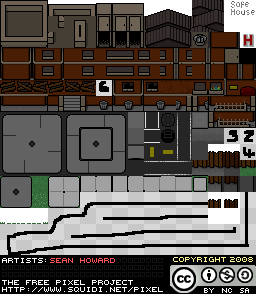 Safe
House
H
6
3 2
4
ARTISTS: SEAN HOWARD
COPYRIGHT 2008
THE FREE PIXEL PROJECT
HTTP://WWW.SQUIDI.NET/PIXEL
cc
$
BY NC SA